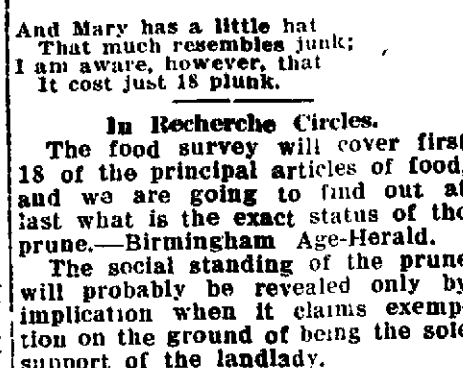 And Mary has a little hat
That much resembles junk;
I am aware, however, that
It cost just 18 plunk.
In Recherche Circles.
The food survey will cover first
18 of the principal articles of food,
and we are going to find out at
last what is the exact status of the
prune.—Birmingham Age-Herald.
The social standing of the prune
will probably be revealed only by
implication when it claims exemp-
tion on the ground of being the sole
support of the landlady.